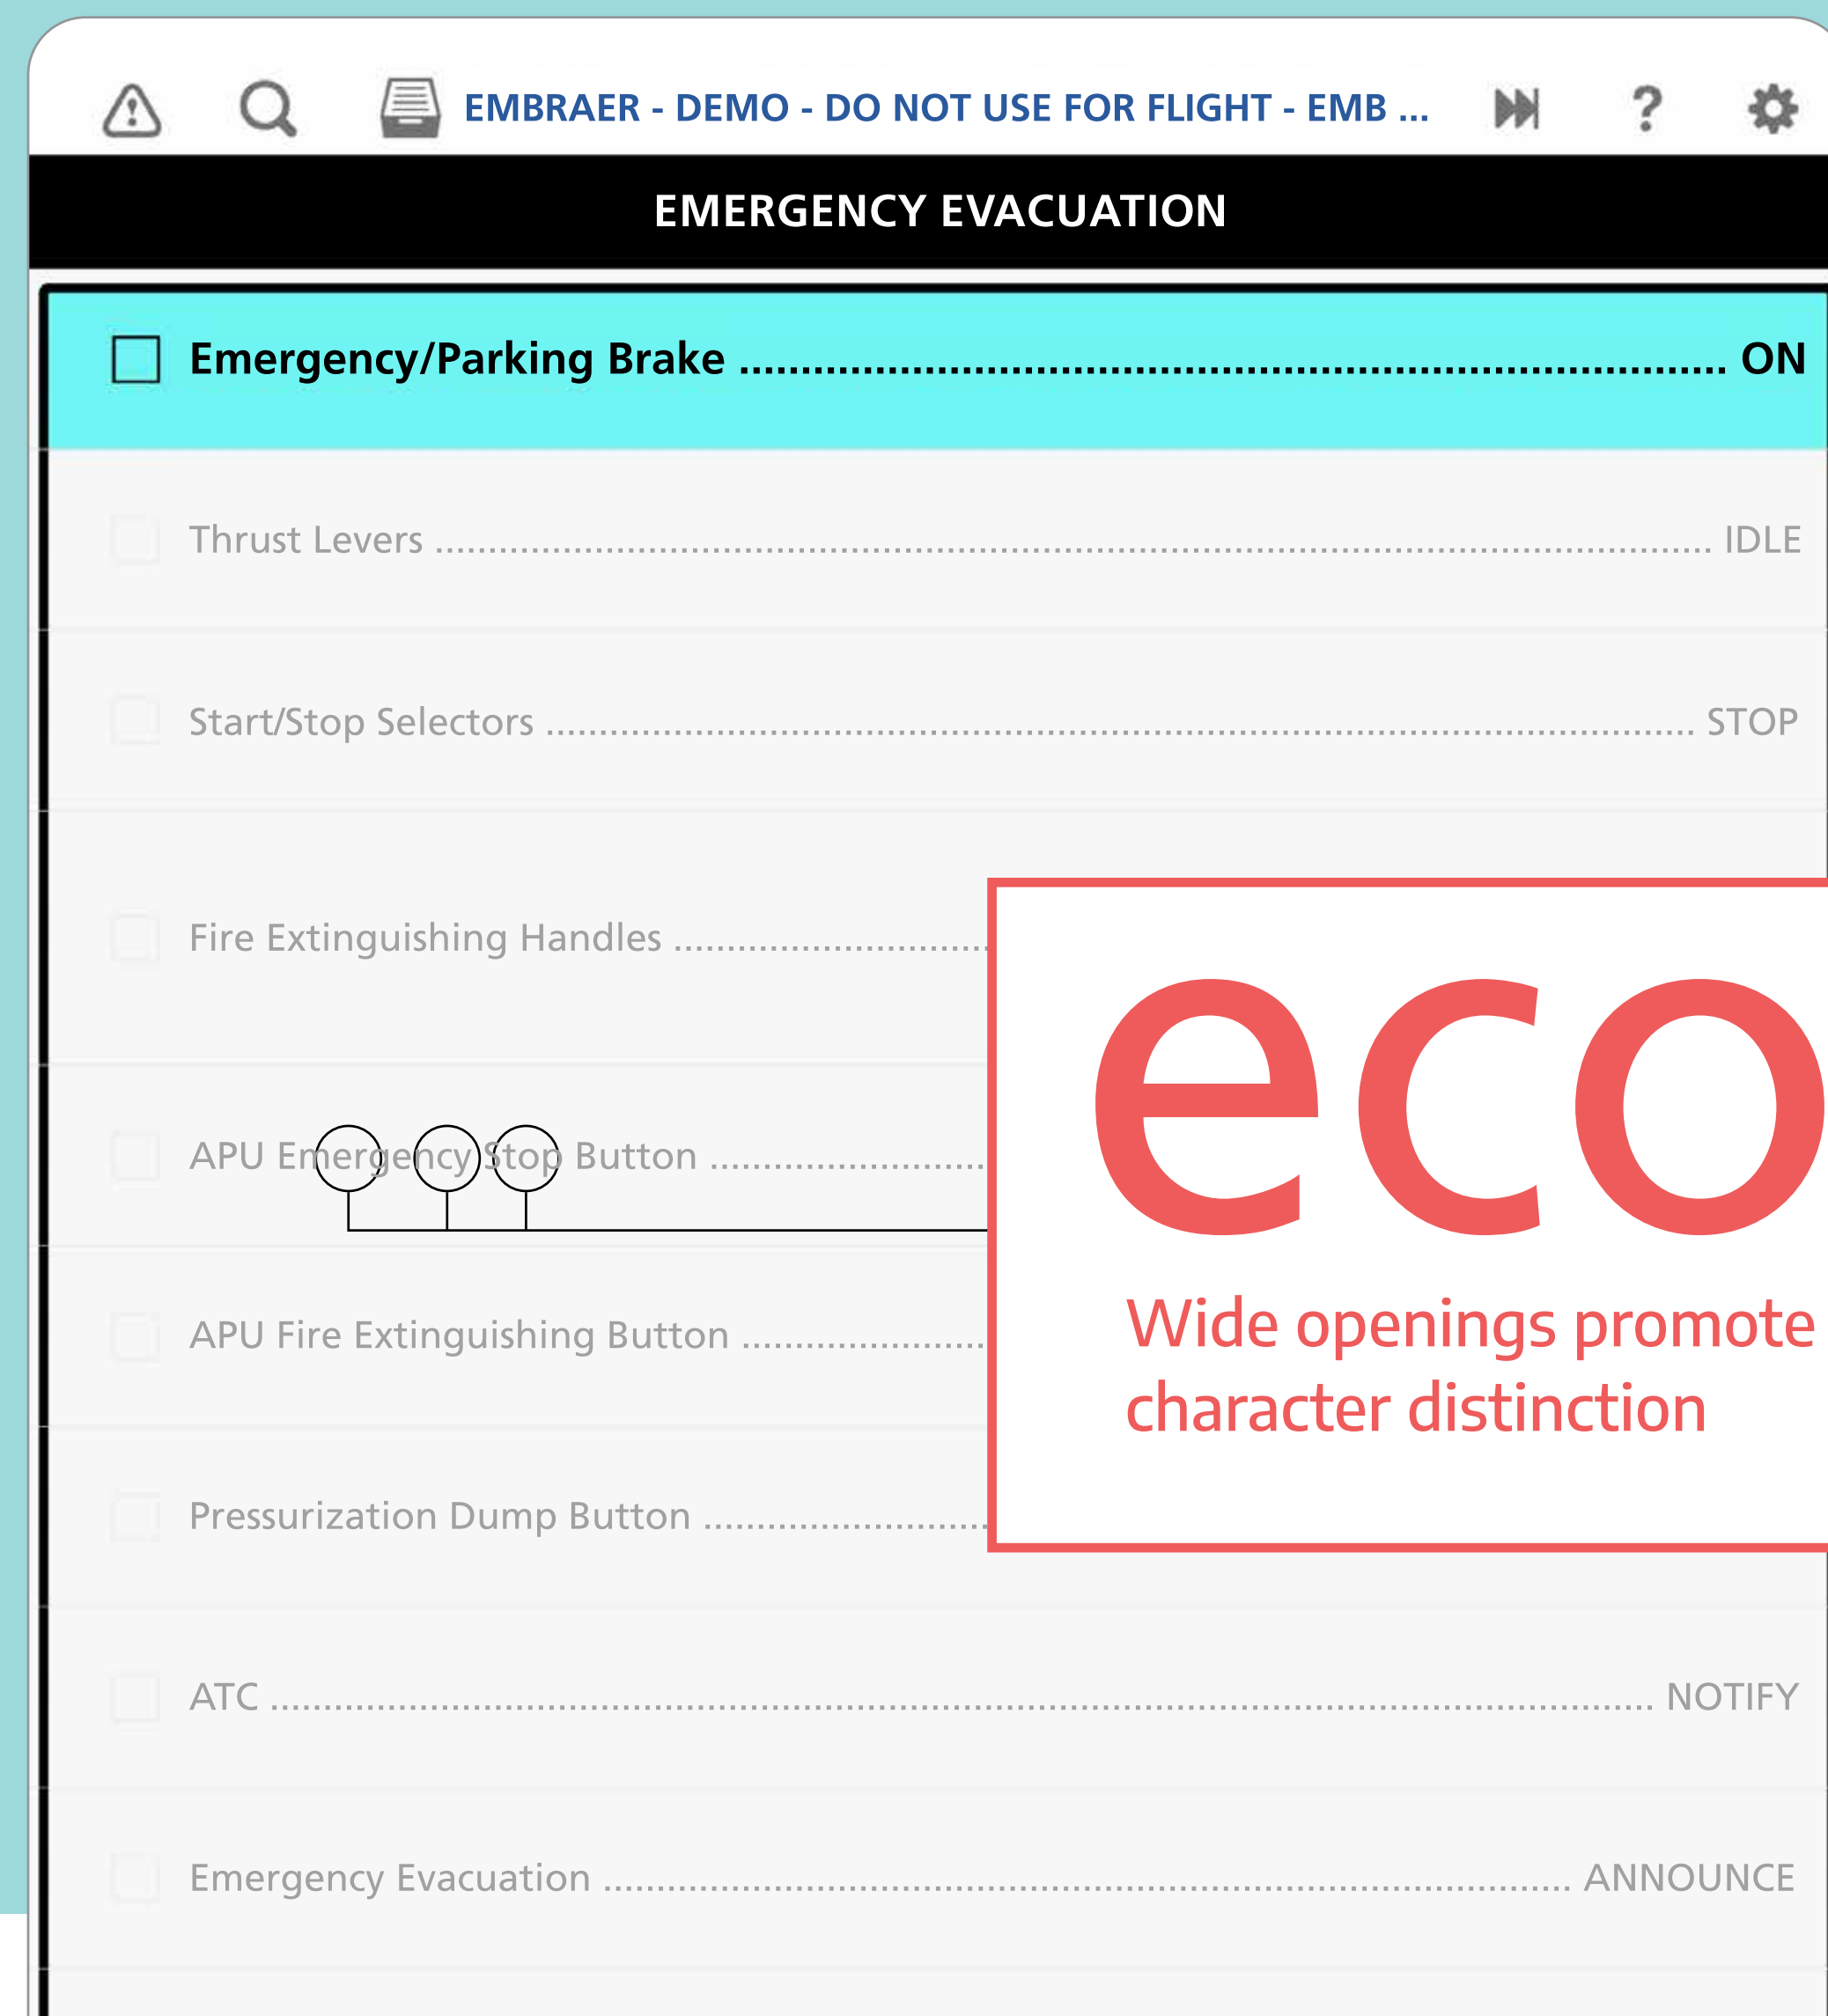 EMBRAER - DEMO - DO NOT USE FOR FLIGHT - EMB ...
?
EMERGENCY EVACUATION
Emergency/Parking Brake ........................................................................ ON
Thrust Levers ........................................................................ IDLE
Start/Stop Selectors ........................................................................ STOP
Fire Extinguishing Handles ..............................
APU Emergency Stop Button ..........................
APU Fire Extinguishing Button .......................
Pressurization Dump Button ...........................
eco
Wide openings promote
character distinction
ATC ........................................................................ NOTIFY
Emergency Evacuation ........................................................................ ANNOUNCE